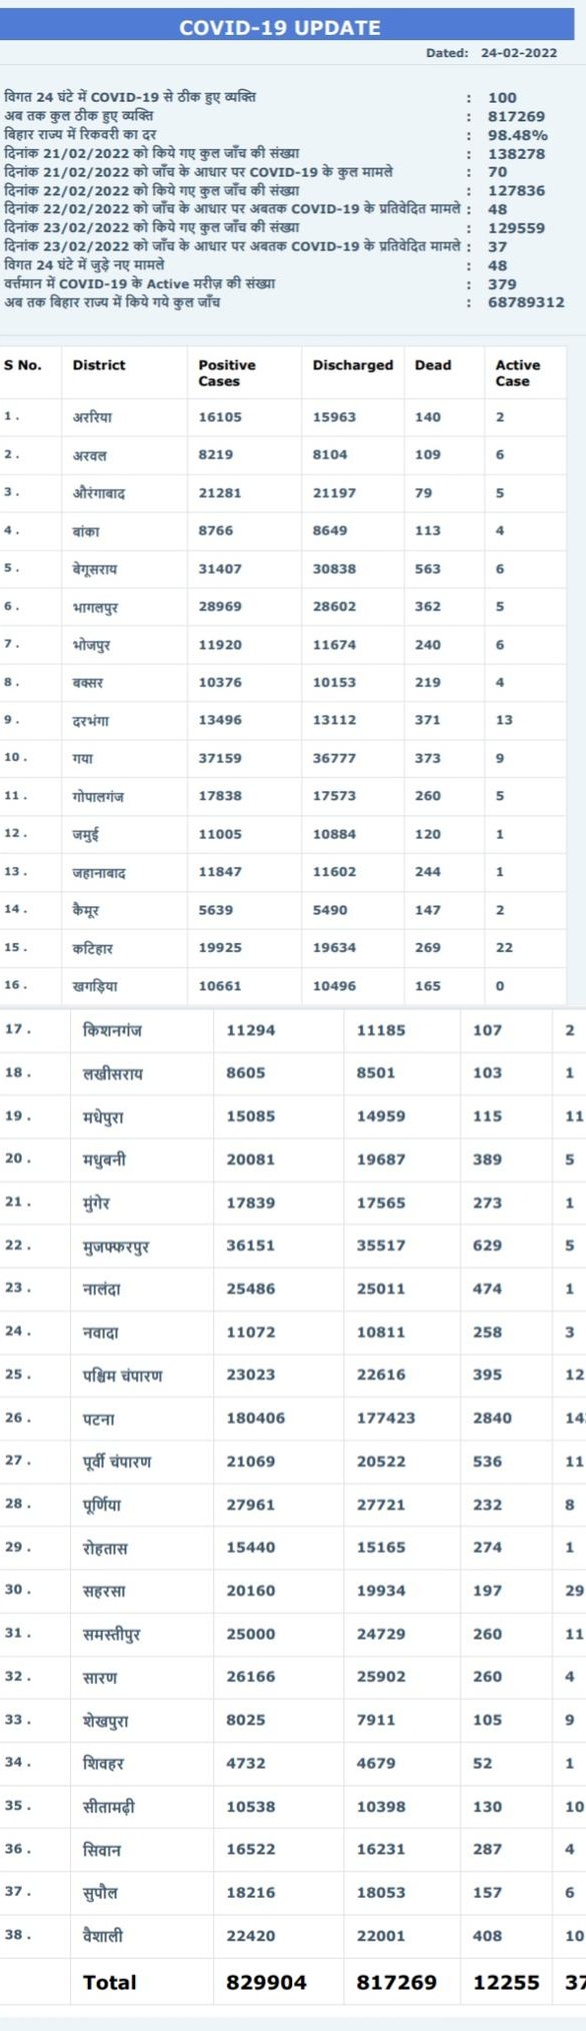 COVID-19 UPDATE
Dated: 24-02-2022
विगत 24 घंटे में COVID-19 से ठीक हुए व्यक्ति : 100
अब तक कुल ठीक हुए व्यक्ति : 817269
बिहार राज्य में रिकवरी का दर : 98.48%
दिनांक 21/02/2022 को किये गए कुल जाँच की संख्या : 138278
दिनांक 21/02/2022 को जाँच के आधार पर COVID-19 के कुल मामले : 70
दिनांक 22/02/2022 को किये गए कुल जाँच की संख्या : 127836
दिनांक 22/02/2022 को जाँच के आधार पर अबतक COVID-19 के प्रतिवेदित मामले : 48
दिनांक 23/02/2022 को किये गए कुल जाँच की संख्या : 129559
दिनांक 23/02/2022 को जाँच के आधार पर अबतक COVID-19 के प्रतिवेदित मामले : 37
विगत 24 घंटे में जुड़े नए मामले : 48
वर्तमान में COVID-19 के Active मरीज़ की संख्या : 379
अब तक बिहार राज्य में किये गये कुल जाँच : 68789312
S No. District Positive Cases Discharged Dead Active Case
1. अररिया 16105 15963 140 2
2. अरवल 8219 8104 109 6
3. औरंगाबाद 21281 21197 79 5
4. बांका 8766 8649 113 4
5. बेगूसराय 31407 30838 563 6
6. भागलपुर 28969 28602 362 5
7. भोजपुर 11920 11674 240 6
8. बक्सर 10376 10153 219 4
9. दरभंगा 13496 13112 371 13
10. गया 37159 36777 373 9
11. गोपालगंज 17838 17573 260 5
12. जमुई 11005 10884 120 1
13. जहानाबाद 11847 11602 244 1
14. कैमूर 5639 5490 147 2
15. कटिहार 19925 19634 269 22
16. खगड़िया 10661 10496 165 0
17. किशनगंज 11294 11185 107 2
18. लखीसराय 8605 8501 103 1
19. मधेपुरा 15085 14959 115 11
20. मधुबनी 20081 19687 389 5
21. मुंगेर 17839 17565 273 1
22. मुजफ्फरपुर 36151 35517 629 5
23. नालंदा 25486 25011 474 1
24. नवादा 11072 10811 258 3
25. पश्चिम चंपारण 23023 22616 395 12
26. पटना 180406 177423 2840 14
27. पूर्वी चंपारण 21069 20522 536 11
28. पूर्णिया 27961 27721 232 8
29. रोहतास 15440 15165 274 1
30. सहरसा 20160 19934 197 29
31. समस्तीपुर 25000 24729 260 11
32. सारण 26166 25902 260 4
33. शेखपुरा 8025 7911 105 9
34. शिवहर 4732 4679 52 1
35. सीतामढ़ी 10538 10398 130 10
36. सिवान 16522 16231 287 4
37. सुपौल 18216 18053 157 6
38. वैशाली 22420 22001 408 10
Total 829904 817269 12255 37